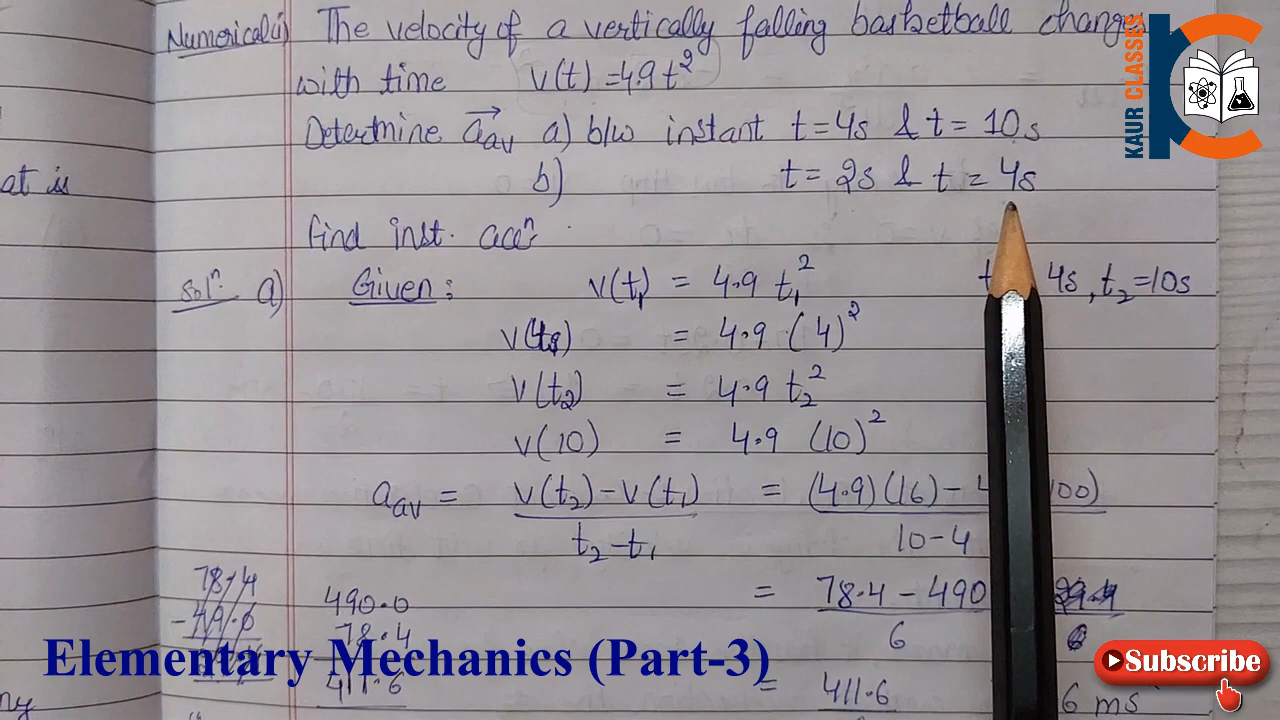 Numerical(i) The velocity of a vertically falling basketball changes
with time v(t) = 4.9 t²
Determine a⃗av a) b/w instant t = 4s & t = 10s
at is
b) t = 2s & t = 4s
find inst. accⁿ.
solⁿ. a) Given: v(t₁) = 4.9 t₁² 4s, t₂ = 10s
= 4.9 (4)²
v(t₂) = 4.9 t₂²
v(10) = 4.9 (10)²
aav = v(t₂) - v(t₁) / t₂ - t₁ = (4.9)(16) - 4 100) / 10 - 4
= 78.4 - 490 / 6
490.0
78.4
411.6
= 411.6
6 ms⁻
KAUR CLASSES
Elementary Mechanics (Part-3)
Subscribe